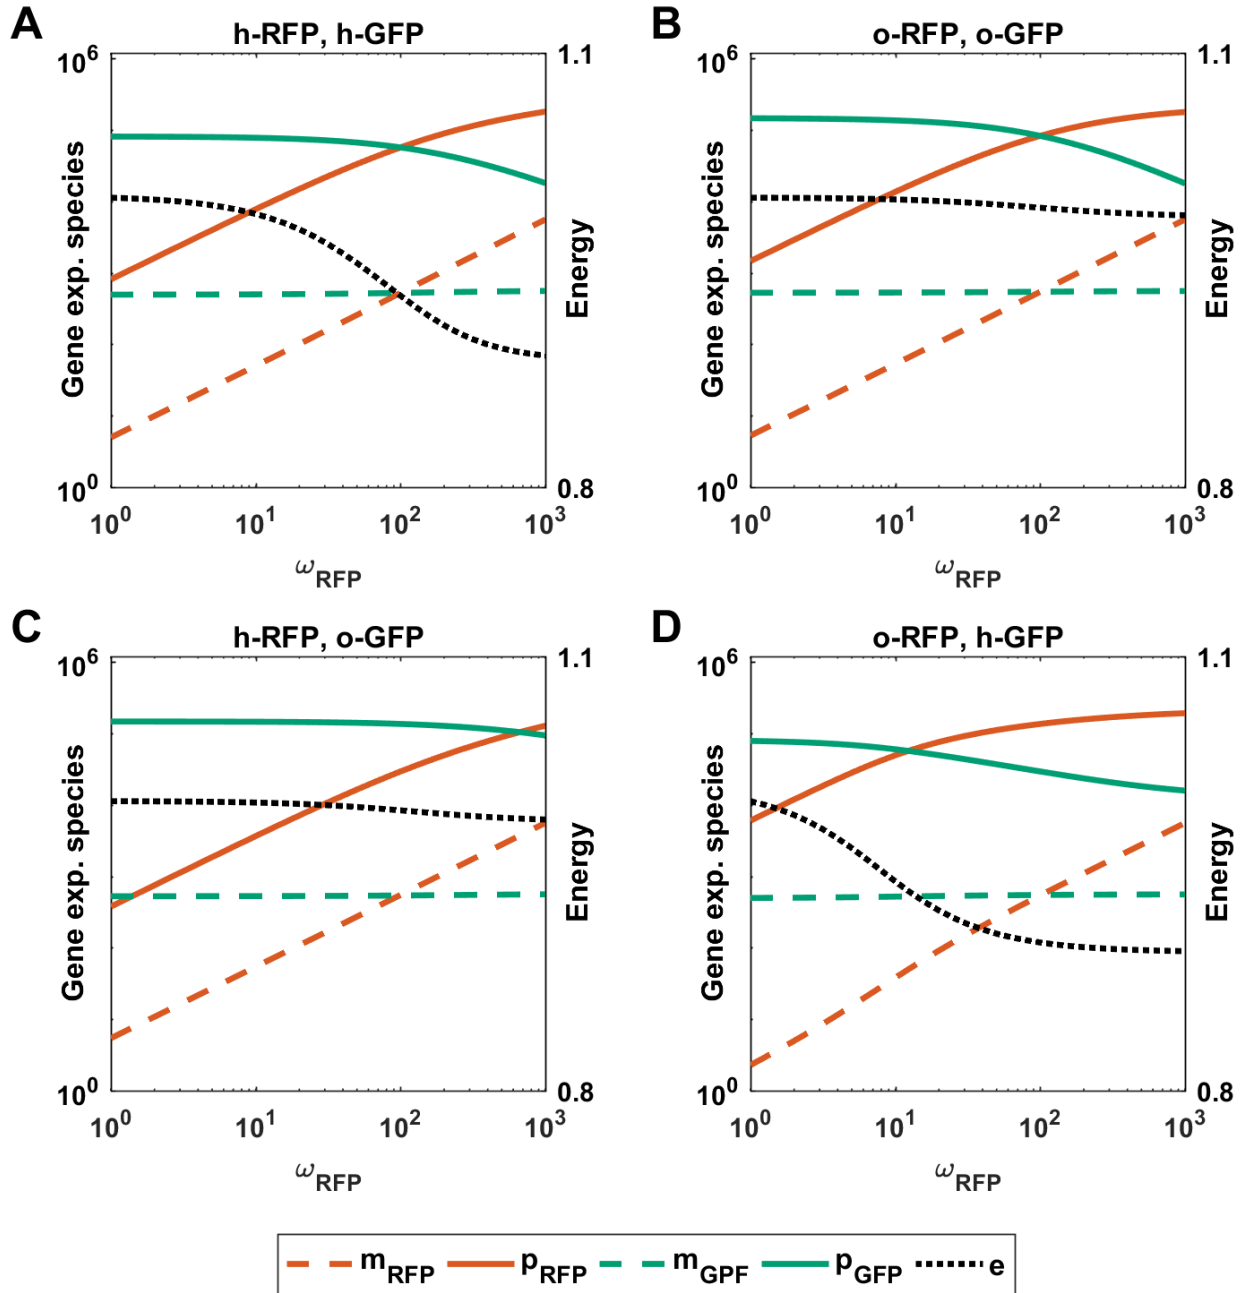 A
h-RFP, h-GFP
10^6
1.1
Gene exp. species
Energy
10^0
0.8
10^0 10^1 10^2 10^3
ω_RFP
B
o-RFP, o-GFP
10^6
1.1
Gene exp. species
Energy
10^0
0.8
10^0 10^1 10^2 10^3
ω_RFP
C
h-RFP, o-GFP
10^6
1.1
Gene exp. species
Energy
10^0
0.8
10^0 10^1 10^2 10^3
ω_RFP
D
o-RFP, h-GFP
10^6
1.1
Gene exp. species
Energy
10^0
0.8
10^0 10^1 10^2 10^3
ω_RFP
m_RFP p_RFP m_GPF p_GFP e